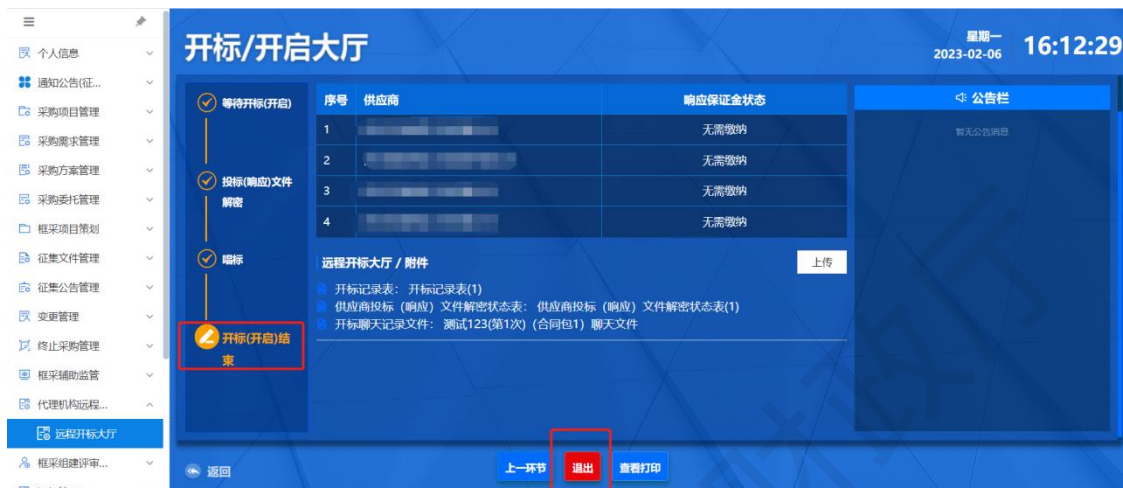 个人信息
通知公告(征...
采购项目管理
采购需求管理
采购方案管理
采购委托管理
框采项目策划
征集文件管理
征集公告管理
变更管理
终止采购管理
框采辅助监管
代理机构远程...
远程开标大厅
框采组建评审...
开标/开启大厅
星期一
2023-02-06
16:12:29
等待开标(开启)
投标(响应)文件
解密
唱标
开标(开启)结
束
序号 供应商 响应保证金状态
1 无需缴纳
2 无需缴纳
3 无需缴纳
4 无需缴纳
远程开标大厅 / 附件
上传
开标记录表: 开标记录表(1)
供应商投标 (响应) 文件解密状态表: 供应商投标 (响应) 文件解密状态表(1)
开标聊天记录文件: 测试123(第1次) (合同包1) 聊天文件
公告栏
暂无公告消息
返回
上一环节
退出
查看打印